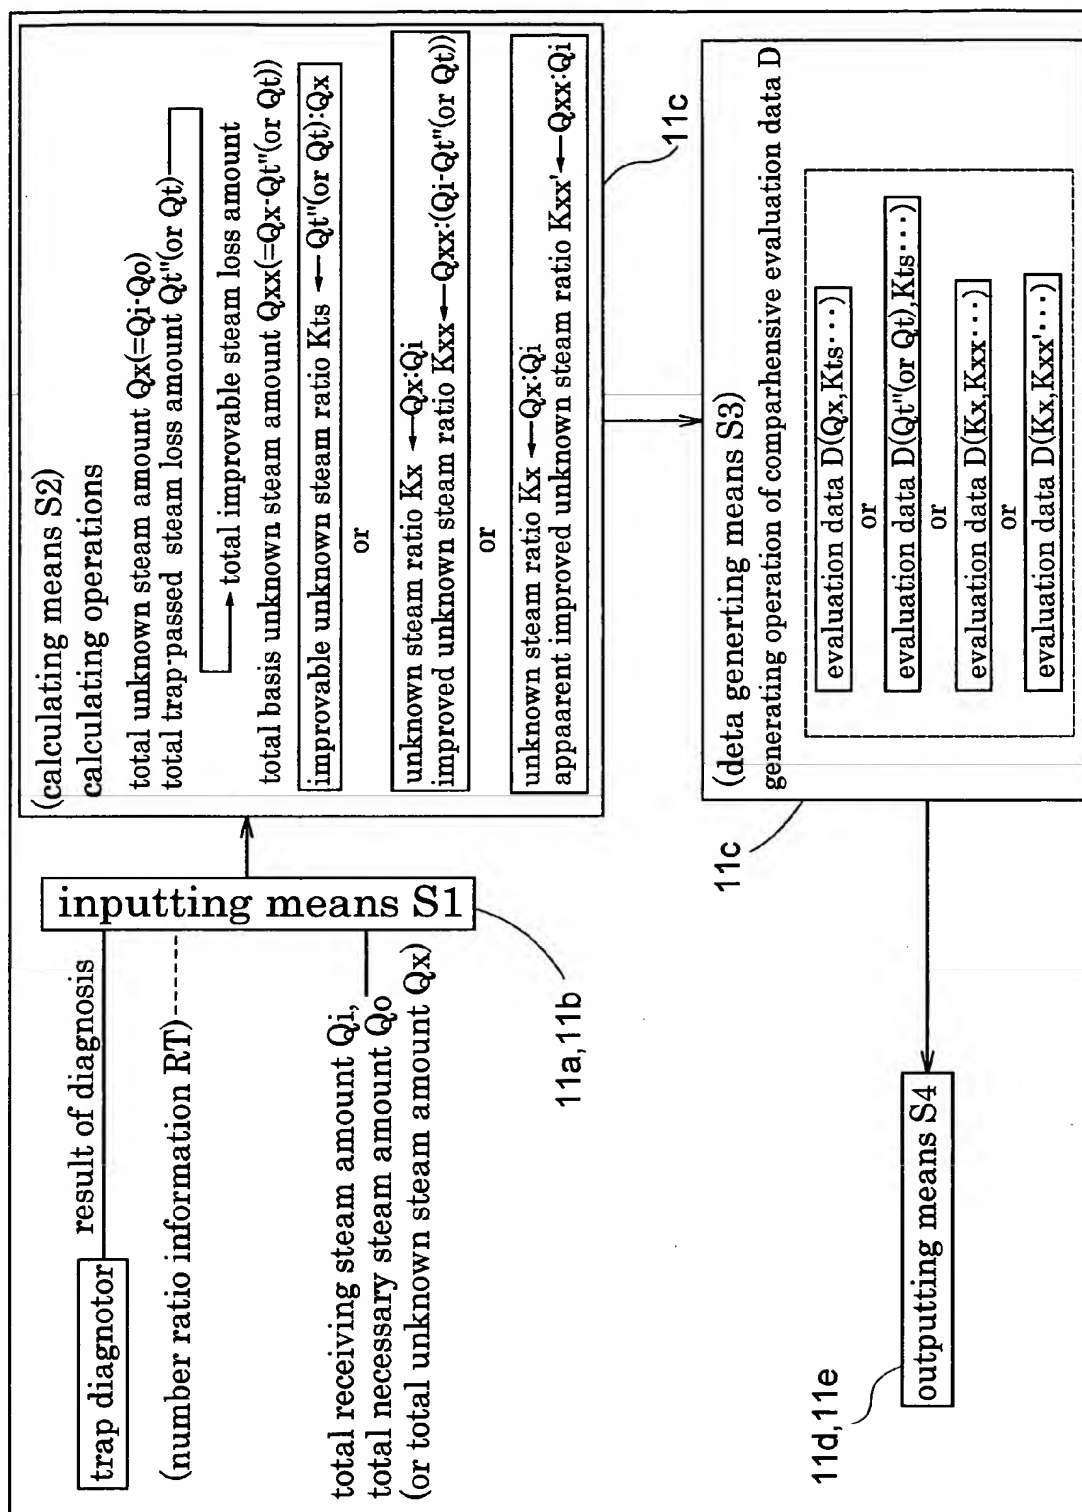 trap diagnotor
result of diagnosis
(number ratio information RT)
total receiving steam amount Qi,
total necessary steam amount Qo
(or total unknown steam amount Qx)
inputting means S1
11a,11b
(calculating means S2)
calculating operations
total unknown steam amount Qx(=Qi-Qo)
total trap-passed steam loss amount Qt"(or Qt)
total improvable steam loss amount
total basis unknown steam amount Qxx(=Qx-Qt"(or Qt))
improvable unknown steam ratio Kts ← Qt"(or Qt):Qx
or
unknown steam ratio Kx ← Qx:Qi
improved unknown steam ratio Kxx ← Qxx:(Qi-Qt"(or Qt))
or
unknown steam ratio Kx ← Qx:Qi
appaarent improved unknown steam ratio Kxx' ← Qxx:Qi
11c
(deta generting means S3)
generating operation of comparhensive evaluation data D
evaluation data D(Qx,Kts···)
or
evaluation data D(Qt"(or Qt),Kts···)
or
evaluation data D(Kx,Kxx···)
or
evaluation data D(Kx,Kxx'···)
11c
outputting means S4
11d,11e